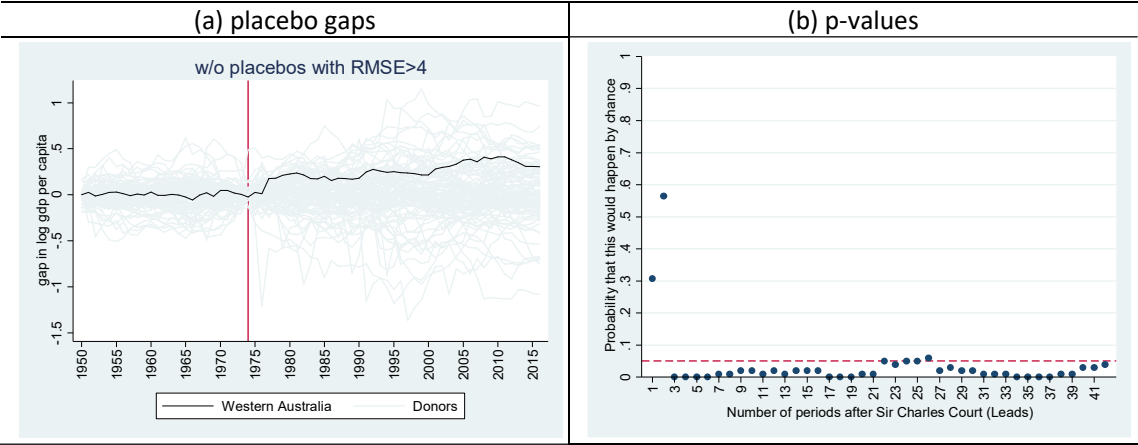 (a) placebo gaps
(b) p-values
w/o placebos with RMSE>4
gap in log gdp per capita
1
.5
0
-.5
-1
-1.5
1950 1955 1960 1965 1970 1975 1980 1985 1990 1995 2000 2005 2010 2015
Western Australia Donors
Probability that this would happen by chance
1
.9
.8
.7
.6
.5
.4
.3
.2
.1
0
1 3 5 7 9 11 13 15 17 19 21 23 25 27 29 31 33 35 37 39 41
Number of periods after Sir Charles Court (Leads)